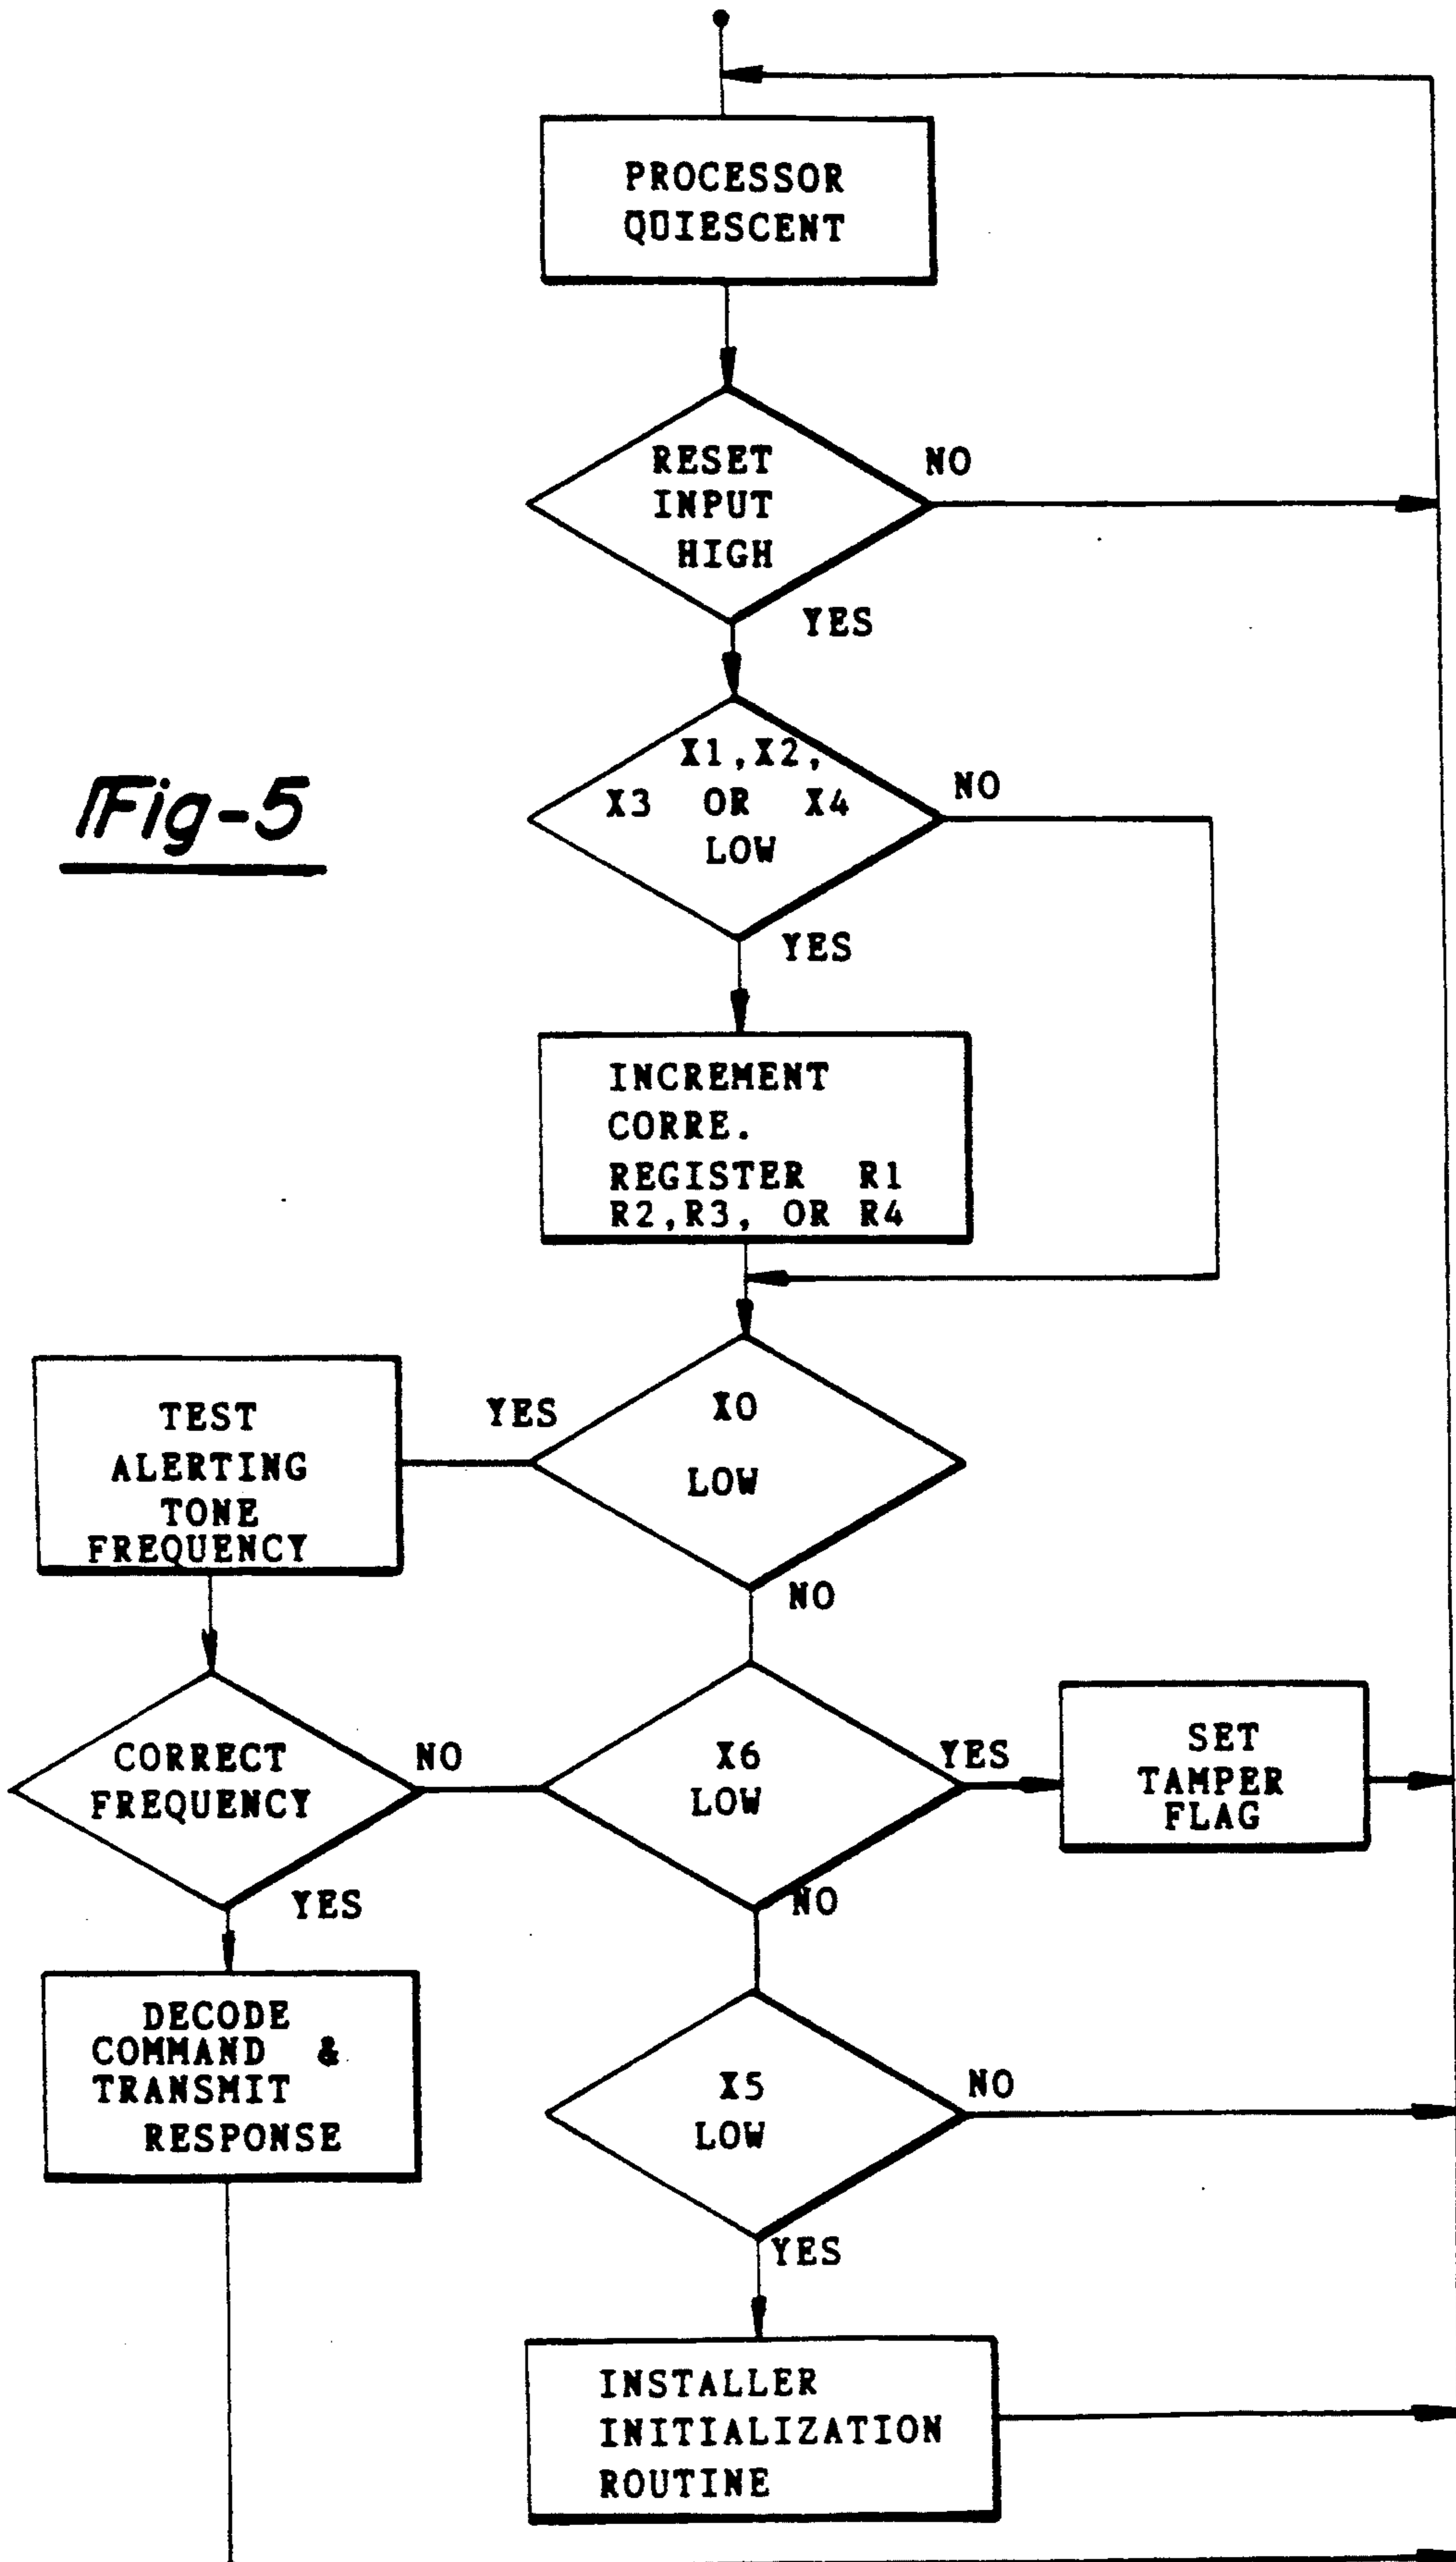 PROCESSOR
QUIESCENT
RESET
INPUT
HIGH
NO
YES
Fig-5
X1,X2,
X3 OR X4
LOW
NO
YES
INCREMENT
CORRE.
REGISTER R1
R2,R3, OR R4
TEST
ALERTING
TONE
FREQUENCY
YES
X0
LOW
NO
CORRECT
FREQUENCY
NO
YES
X6
LOW
YES
NO
SET
TAMPER
FLAG
DECODE
COMMAND &
TRANSMIT
RESPONSE
X5
LOW
NO
YES
INSTALLER
INITIALIZATION
ROUTINE